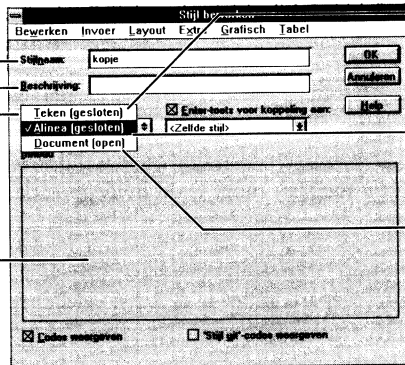 Stijl bewerken
Bewerken Invoer Layout Extra Grafisch Tabel
Stijlnaam: kopje OK
Beschrijving: Annuleren
Teken (gesloten) Enter-toets voor koppeling aan: Help
√Alinea (gesloten) <Zelfde stijl>
Document (open)
Codes weergeven 'Stijl uit'-codes weergeven